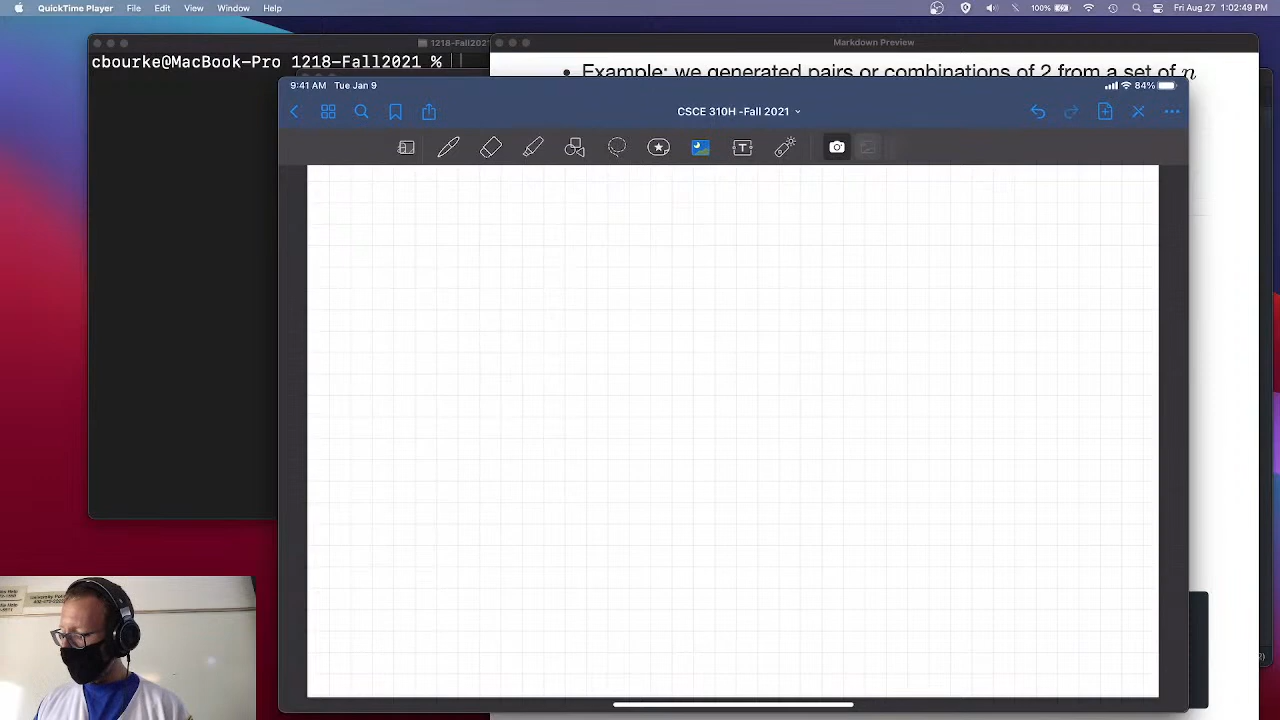 QuickTime Player File Edit View Window Help 100% Fri Aug 27 1:02:49 PM
1218-Fall202
Markdown Preview
cbourke@MacBook-Pro 1218-Fall2021 %
Example: we generated pairs or combinations of 2 from a set of n
9:41 AM Tue Jan 9 84%
CSCE 310H -Fall 2021
T